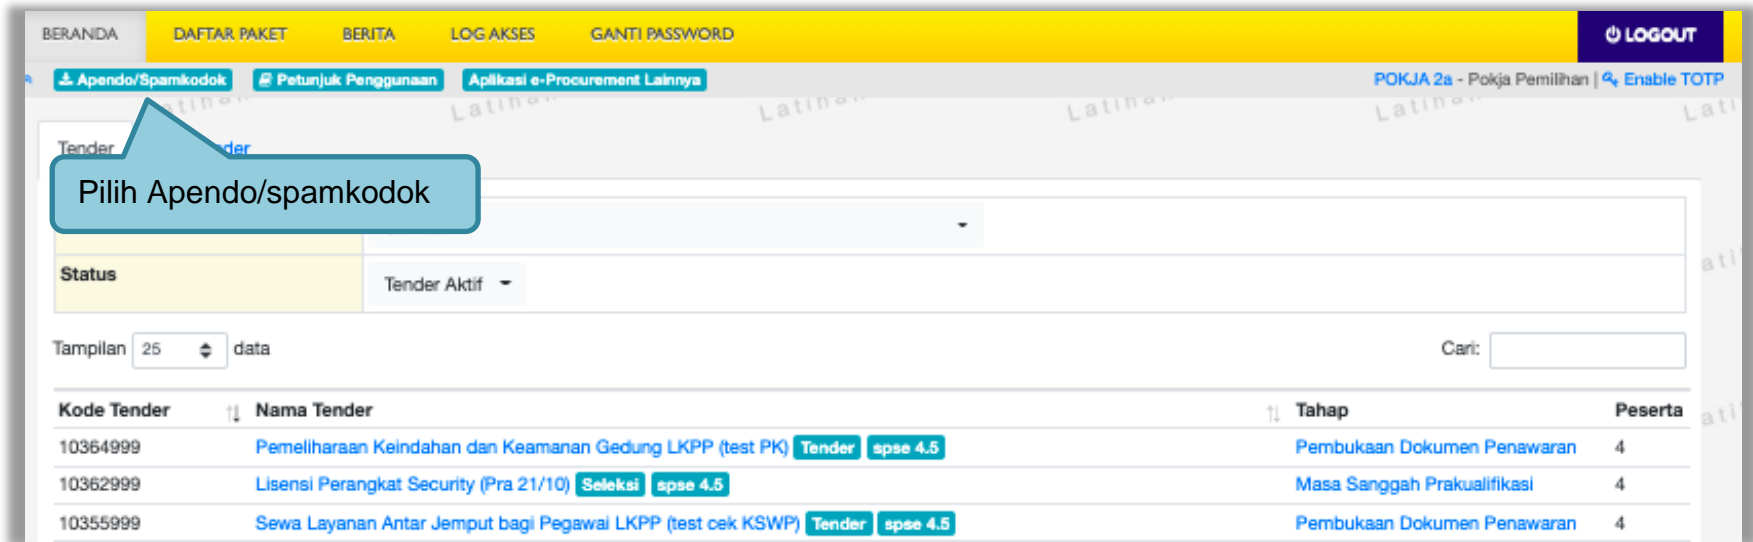 BERANDA DAFTAR PAKET BERITA LOG AKSES GANTI PASSWORD LOGOUT
Apendo/Spamkodok Petunjuk Penggunaan Aplikasi e-Procurement Lainnya POKJA 2a - Pokja Pemilihan | Enable TOTP
Latihan Latihan Latihan Latihan Lati
Tender
Pilih Apendo/spamkodok
Status Tender Aktif
Tampilan 25 data Cari:
Kode Tender Nama Tender Tahap Peserta
10364999 Pemeliharaan Keindahan dan Keamanan Gedung LKPP (test PK) Tender spse 4.5 Pembukaan Dokumen Penawaran 4
10362999 Lisensi Perangkat Security (Pra 21/10) Seleksi spse 4.5 Masa Sanggah Prakualifikasi 4
10355999 Sewa Layanan Antar Jemput bagi Pegawai LKPP (test cek KSWP) Tender spse 4.5 Pembukaan Dokumen Penawaran 4